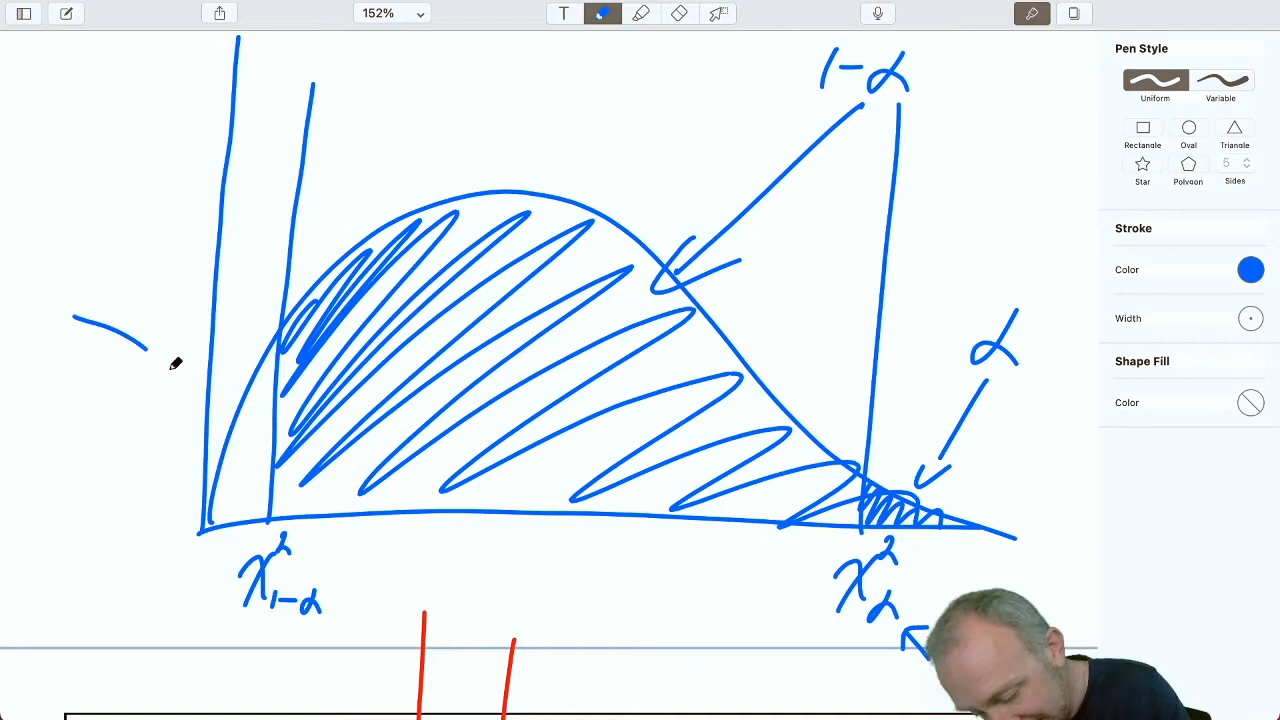 152%
T
Pen Style
Uniform Variable
Rectangle Oval Triangle
5
Star Polygon Sides
Stroke
Color
Width
Shape Fill
Color
1-α
α
χ²₁₋α
χ²α